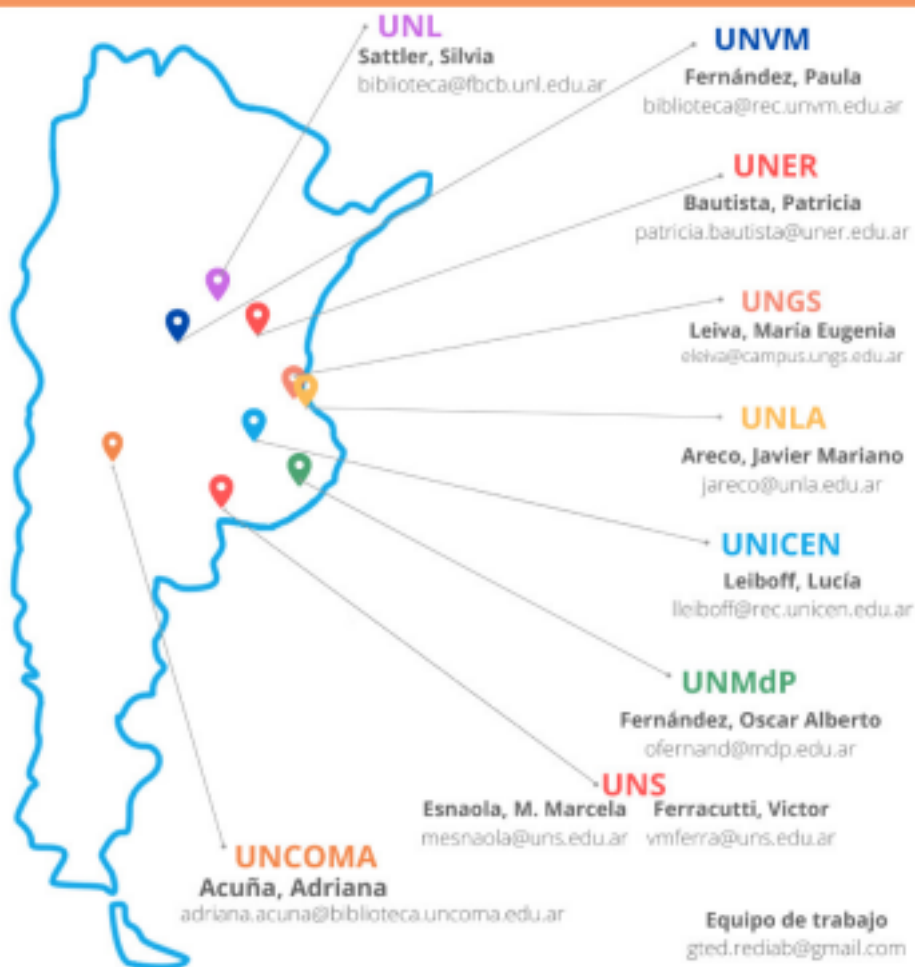 UNL
Sattler, Silvia
biblioteca@fbcb.unl.edu.ar
UNVM
Fernández, Paula
biblioteca@rec.unvm.edu.ar
UNER
Bautista, Patricia
patricia.bautista@uner.edu.ar
UNGS
Leiva, María Eugenia
eleiva@campus.ungs.edu.ar
UNLA
Areco, Javier Mariano
jareco@unla.edu.ar
UNICEN
Leiboff, Lucía
lleiboff@rec.unicen.edu.ar
UNMdP
Fernández, Oscar Alberto
ofernand@mdp.edu.ar
UNS
Esnaola, M. Marcela Ferracutti, Victor
mesnaola@uns.edu.ar vmferra@uns.edu.ar
UNCOMA
Acuña, Adriana
adriana.acuna@biblioteca.uncoma.edu.ar
Equipo de trabajo
gted.rediab@gmail.com